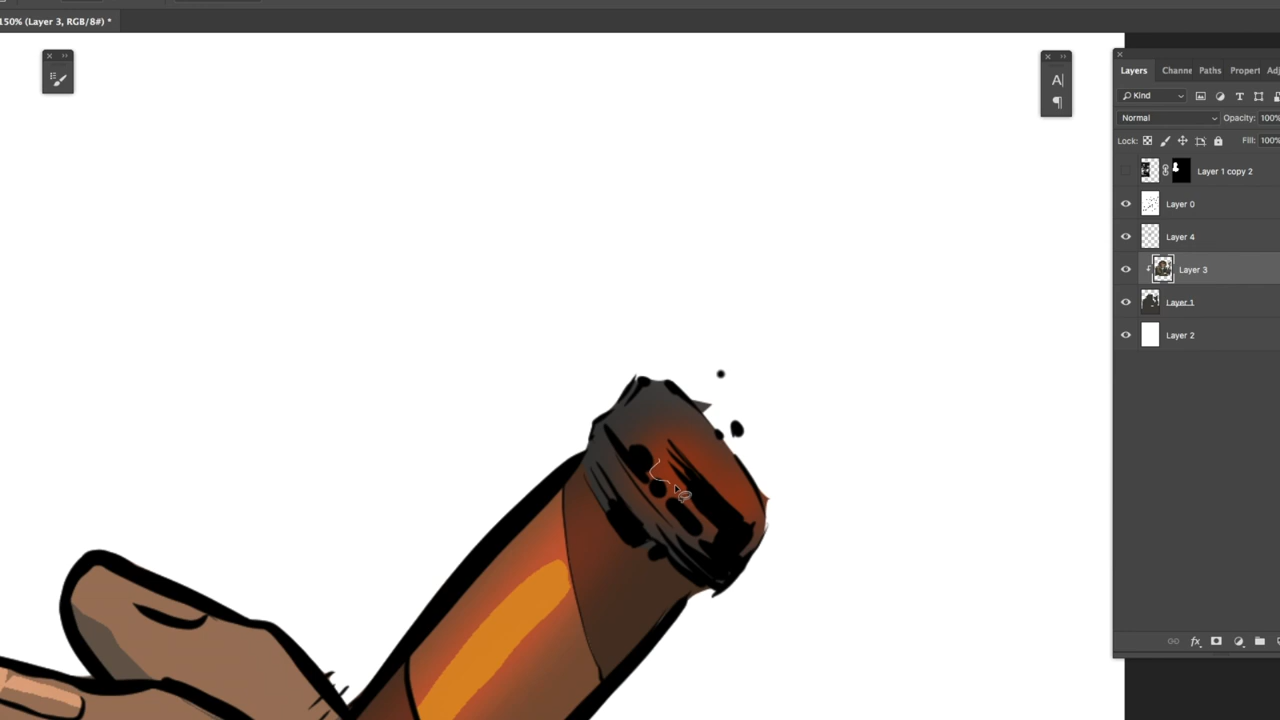 150% (Layer 3, RGB/8#) *
Layers Channe Paths Propert Adj
Kind
Normal Opacity: 100%
Lock: Fill: 100%
Layer 1 copy 2
Layer 0
Layer 4
Layer 3
Layer 1
Layer 2